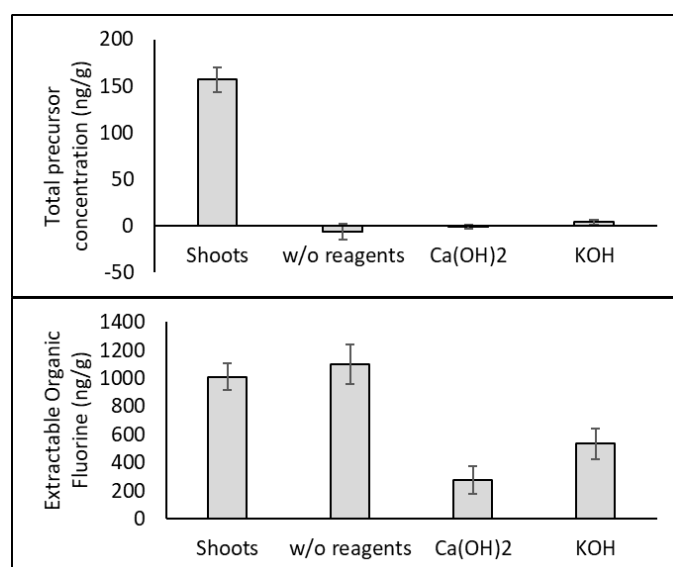 Total precursor
concentration (ng/g)
200
150
100
50
0
-50
Shoots w/o reagents Ca(OH)2 KOH
Extractable Organic
Fluorine (ng/g)
1400
1200
1000
800
600
400
200
0
Shoots w/o reagents Ca(OH)2 KOH